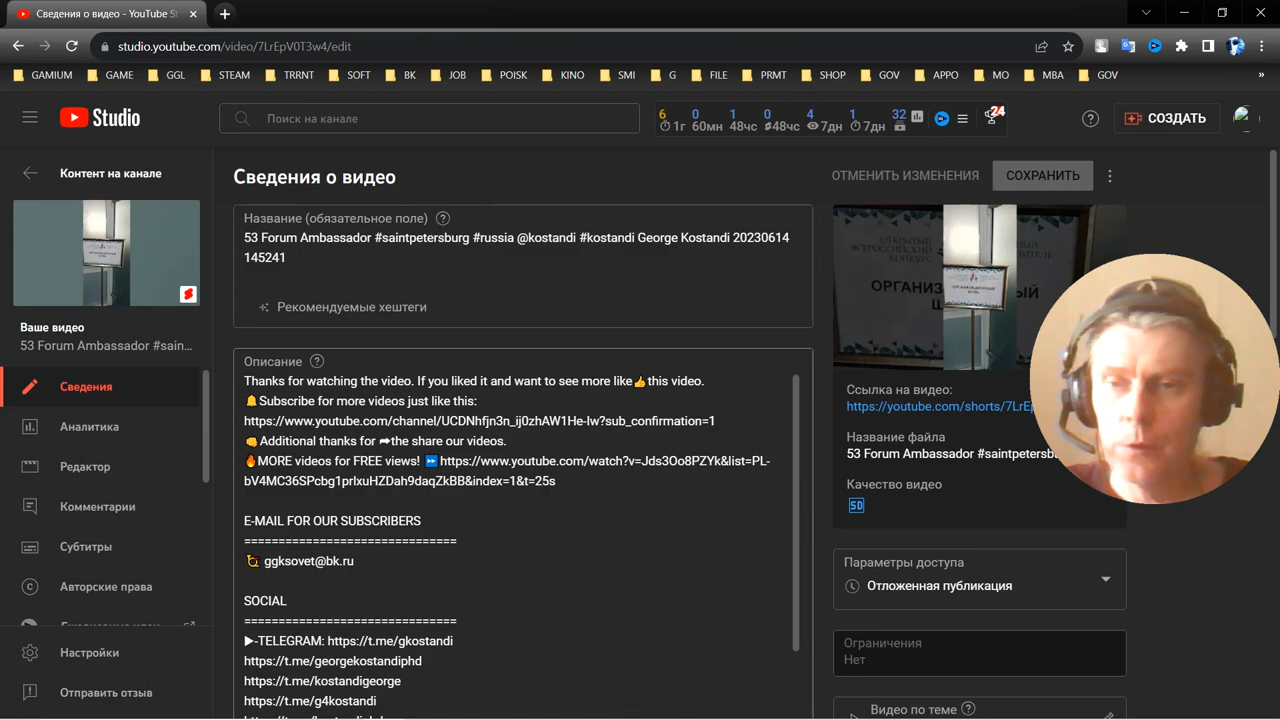 Сведения о видео - YouTube St
studio.youtube.com/video/7LrEpV0T3w4/edit
GAMIUM GAME GGL STEAM TRRNT SOFT BK JOB POISK KINO SMI G FILE PRMT SHOP GOV APPO MO MBA GOV »
Studio
Поиск на канале
6 0 1 0 4 1 32
1г 60мн 48чс 48чс 7дн 7дн
24
СОЗДАТЬ
Контент на канале
Ваше видео
53 Forum Ambassador #sain...
Сведения
Аналитика
Редактор
Комментарии
Субтитры
Авторские права
Настройки
Отправить отзыв
Сведения о видео
ОТМЕНИТЬ ИЗМЕНЕНИЯ
СОХРАНИТЬ
Название (обязательное поле)
53 Forum Ambassador #saintpetersburg #russia @kostandi #kostandi George Kostandi 20230614
145241
Рекомендуемые хештеги
Описание
Thanks for watching the video. If you liked it and want to see more like👍this video.
🔔Subscribe for more videos just like this:
https://www.youtube.com/channel/UCDNhfjn3n_ij0zhAW1He-lw?sub_confirmation=1
👊Additional thanks for ➦the share our videos.
🔥MORE videos for FREE views! ⏩https://www.youtube.com/watch?v=Jds3Oo8PZYk&list=PL-
bV4MC36SPcbg1prIxuHZDah9daqZkBB&index=1&t=25s
E-MAIL FOR OUR SUBSCRIBERS
==============================
ggksovet@bk.ru
SOCIAL
==============================
▶-TELEGRAM: https://t.me/gkostandi
https://t.me/georgekostandiphd
https://t.me/kostandigeorge
https://t.me/g4kostandi
ОТКРЫТЫЙ
ВСЕРОССИЙСКИЙ
КОНКУРС
Ссылка на видео:
https://youtube.com/shorts/7LrEp
Название файла
53 Forum Ambassador #saintpetersb
Качество видео
SD
Параметры доступа
Отложенная публикация
Ограничения
Нет
Видео по теме